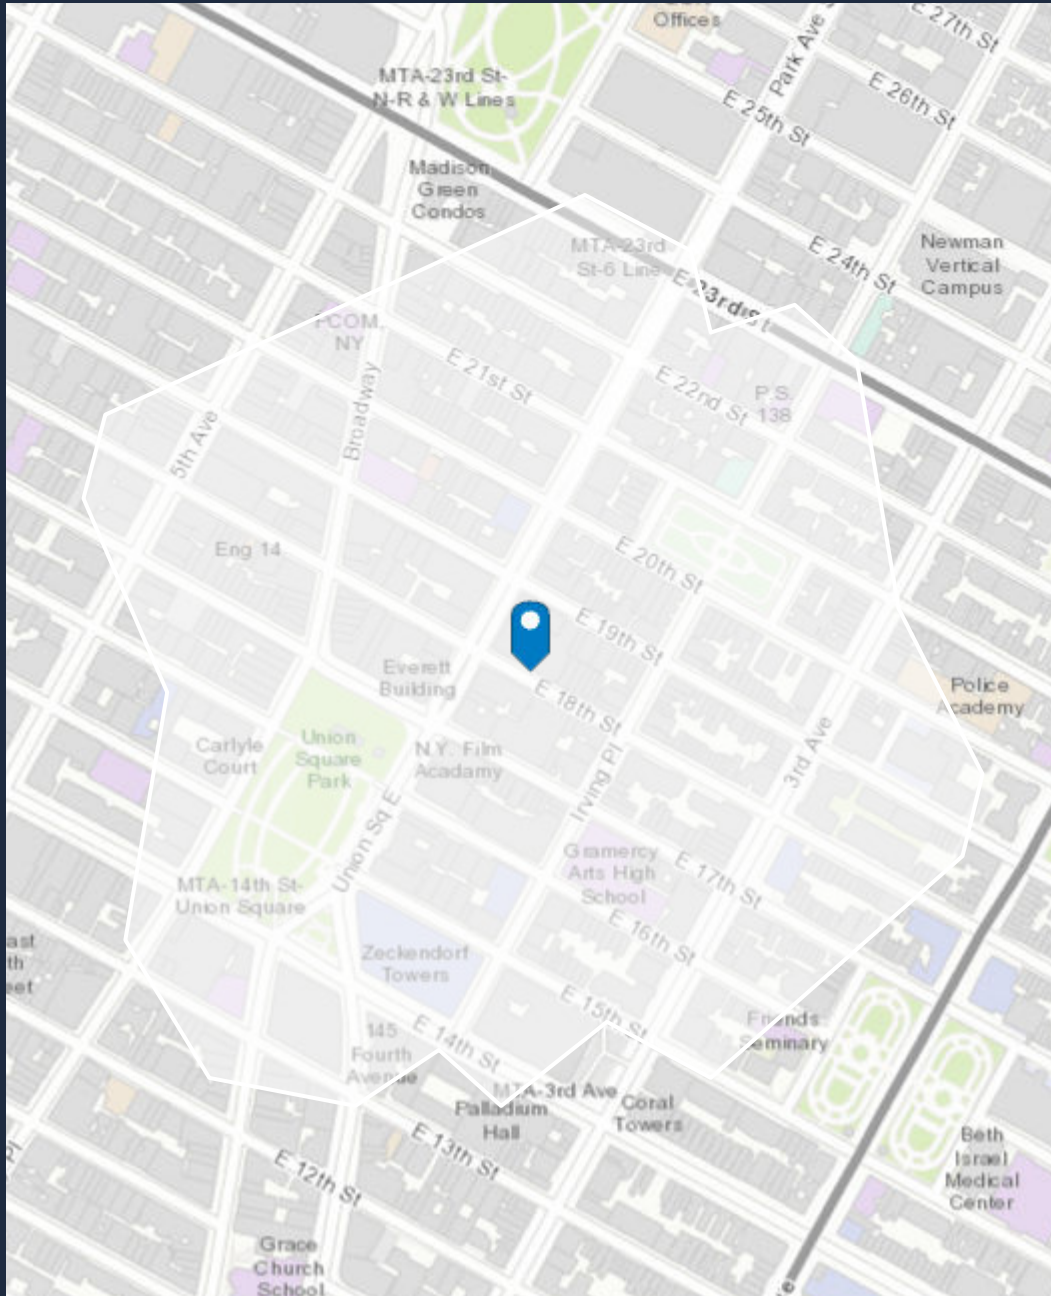 Offices
E 27th St
Park Ave
MTA-23rd St-
N-R & W Lines
E 26th St
E 25th St
Madison
Green
Condos
MTA-23rd
St-6 Line
E 24th St
Newman
Vertical
Campus
E 23rd St
PCOM,
NY
E 21st St
E 22nd St
P.S.
138
Broadway
5th Ave
Eng 14
E 20th St
E 19th St
Everett
Building
E 18th St
Police
Academy
Carlyle
Court
Union
Square
Park
N.Y. Film
Acadamy
3rd Ave
Irving Pl
Union Sq E
Gramercy
Arts High
School
E 17th St
MTA-14th St-
Union Square
E 16th St
Zeckendorf
Towers
E 15th St
Friends
Seminary
145
Fourth
Avenue
E 14th St
MTA-3rd Ave
Palladium
Hall
Coral
Towers
E 13th St
E 12th St
Beth
Israel
Medical
Center
Grace
Church
School